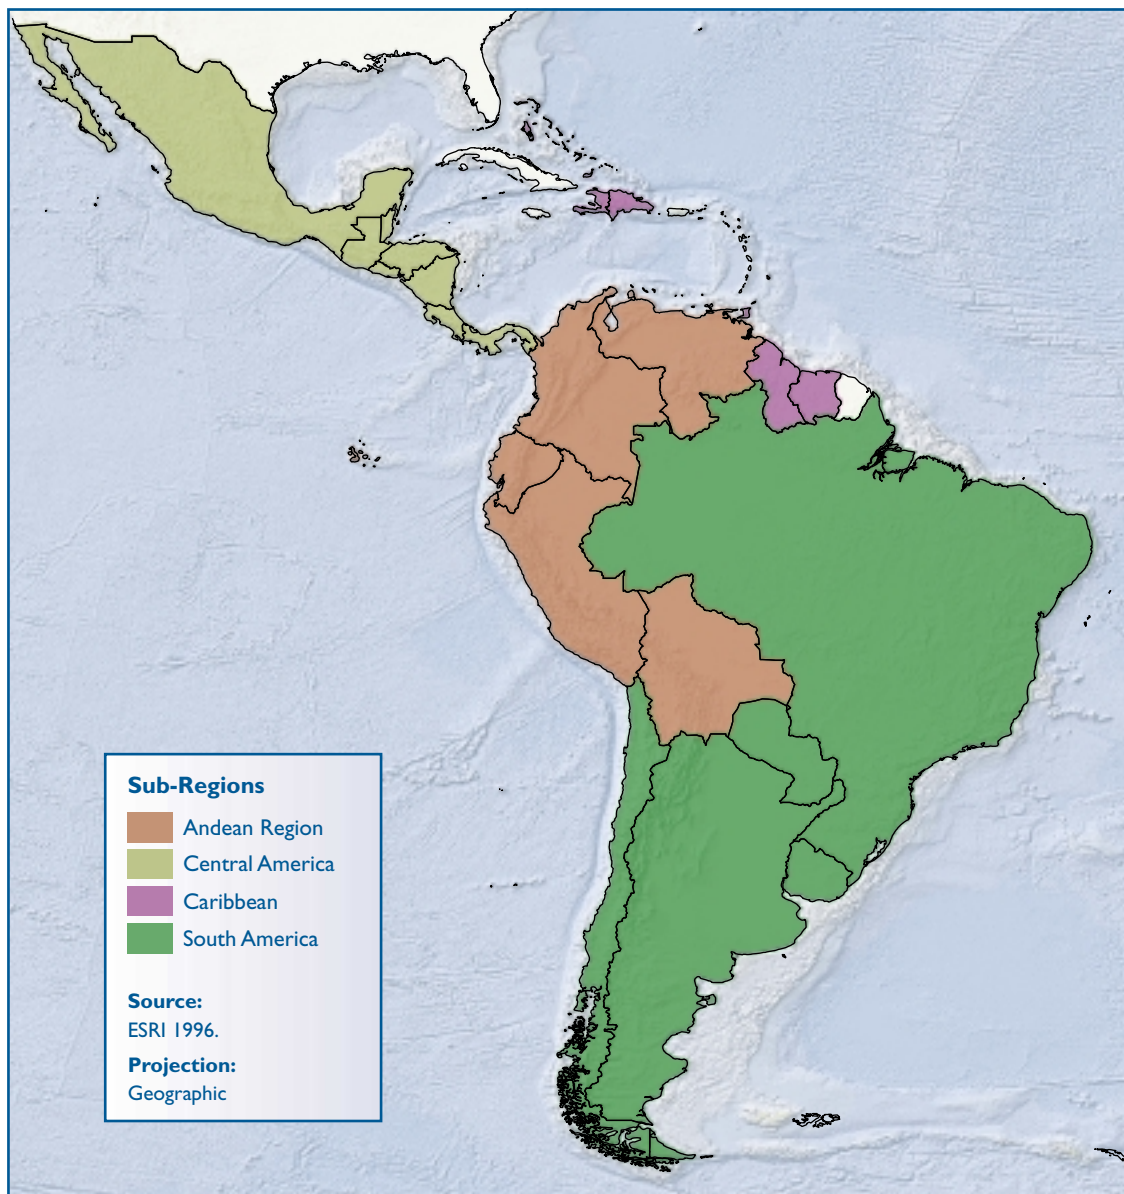 Sub-Regions
Andean Region
Central America
Caribbean
South America
Source:
ESRI 1996.
Projection:
Geographic